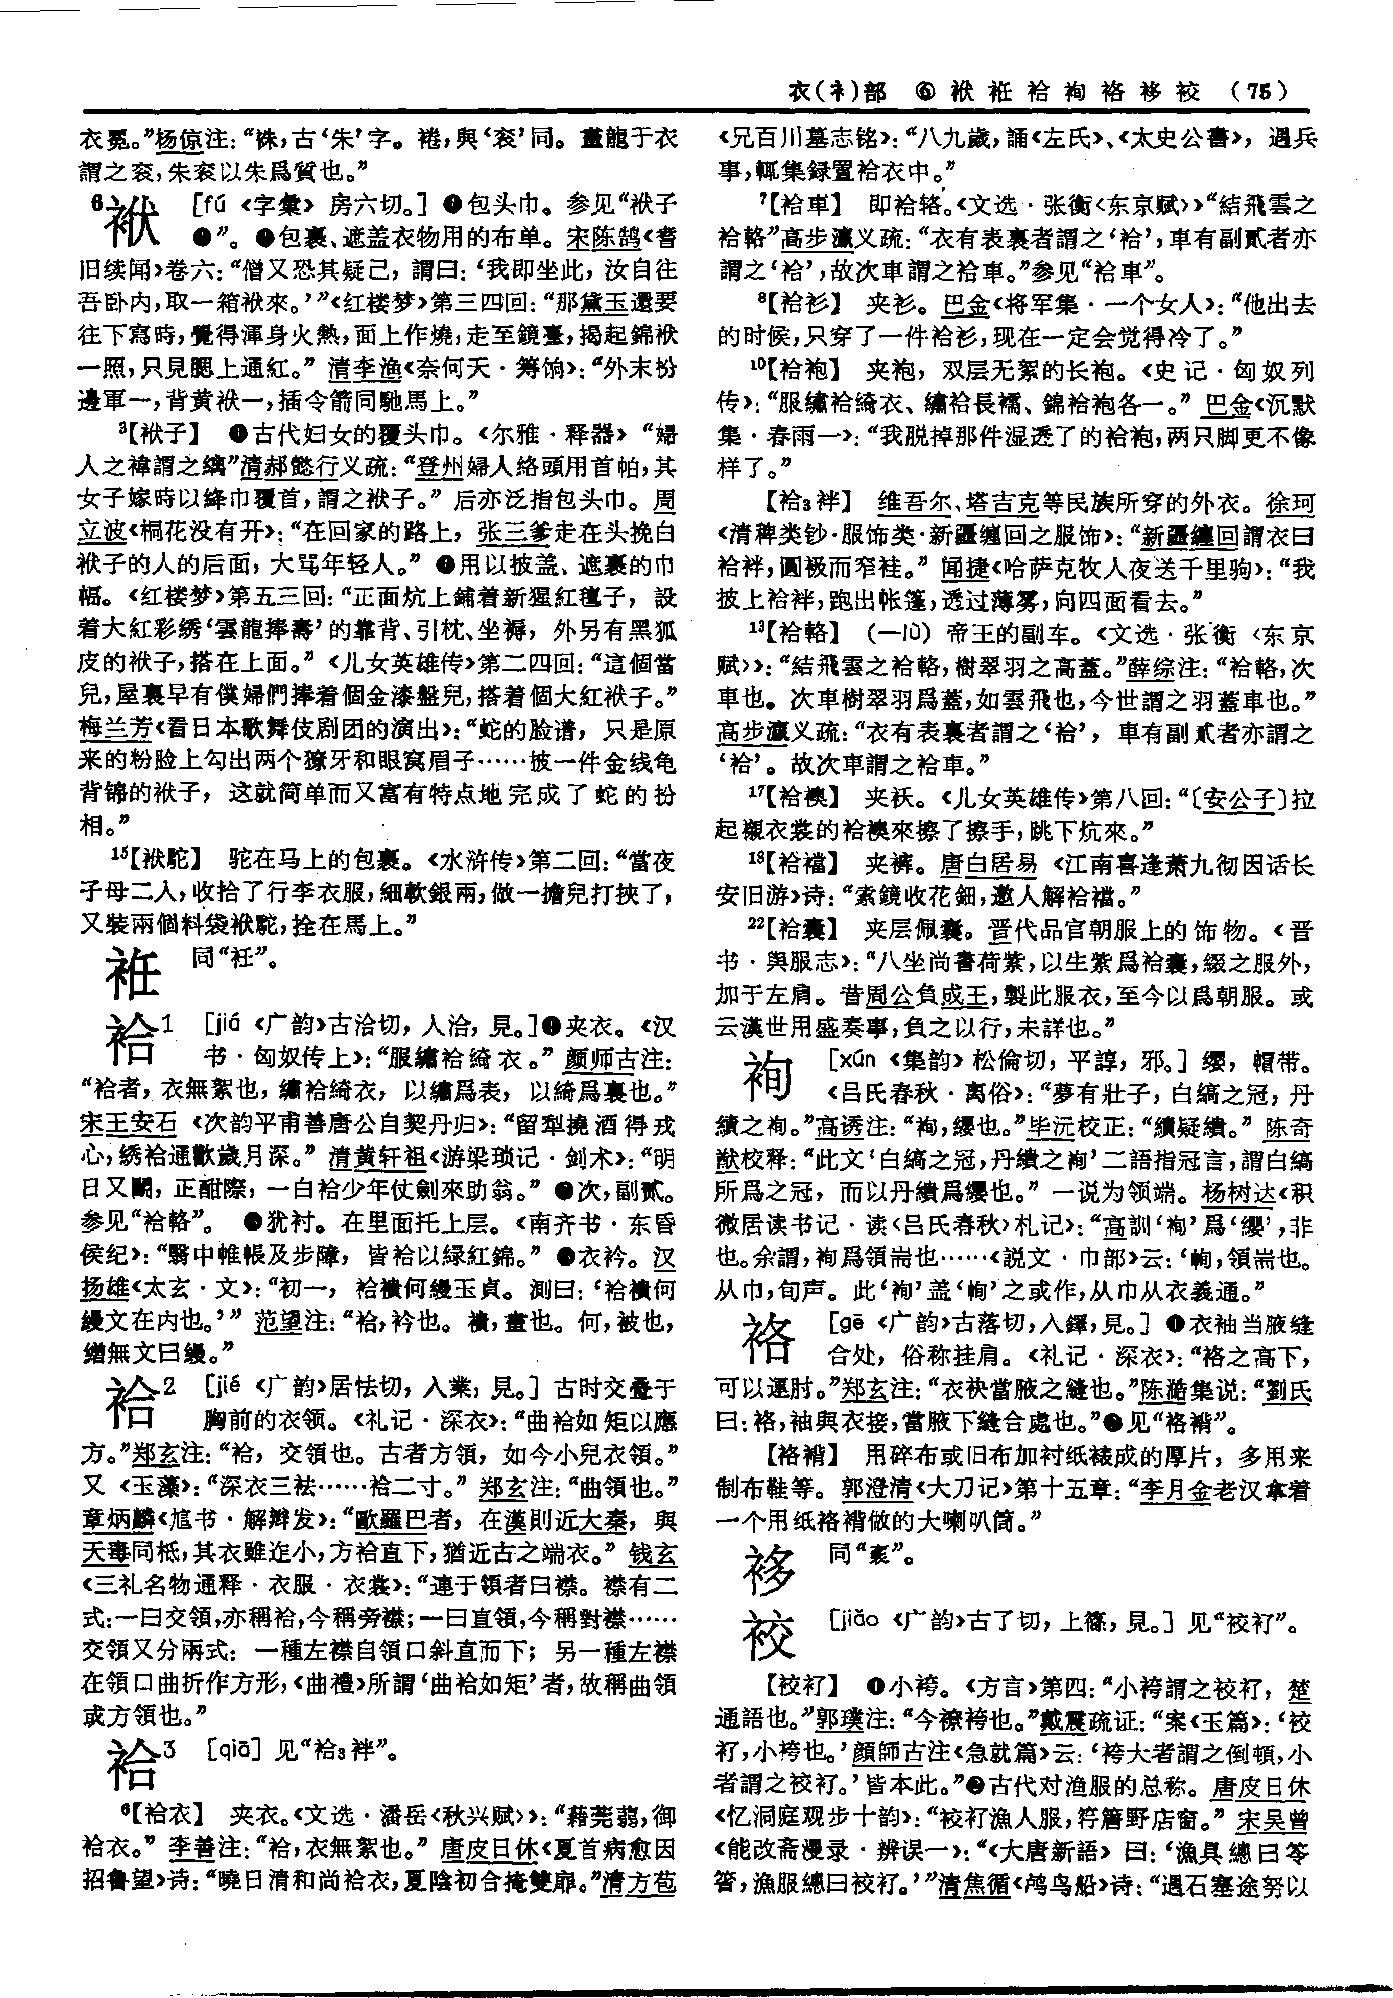 衣(衤)部 ⑥ 袱 袵 袷 袧 袼 袳 袨 (75)
衣冕。”杨倞注：“祩，古‘朱’字。裷，與‘衮’同。畫龍于衣
謂之衮，朱衮以朱爲質也。”
6袱 [fú 《字彙》 房六切。] ❶包头巾。参见“袱子
❶”。❷包裹、遮盖衣物用的布单。宋陈鹄《耆
旧续闻》卷六：“僧又恐其疑己，謂曰：‘我即坐此，汝自往
吾卧内，取一箱袱來。’”《红楼梦》第三四回：“那黛玉還要
往下寫時，覺得渾身火熱，面上作燒，走至鏡臺，揭起錦袱
一照，只見腮上通紅。” 清李渔《奈何天·筹饷》：“外末扮
邊軍一，背黄袱一，插令箭同馳馬上。”
³【袱子】 ❶古代妇女的覆头巾。《尔雅·释器》“婦
人之褘謂之縭”清郝懿行义疏：“登州婦人絡頭用首帕，其
女子嫁時以絳巾覆首，謂之袱子。” 后亦泛指包头巾。周
立波《桐花没有开》：“在回家的路上，张三爹走在头挽白
袱子的人的后面，大骂年轻人。” ❷用以披盖、遮裹的巾
幅。《红楼梦》第五三回：“正面炕上鋪着新猩紅氊子，設
着大紅彩綉‘雲龍捧壽’的靠背、引枕、坐褥，外另有黑狐
皮的袱子，搭在上面。”《儿女英雄传》第二四回：“這個當
兒，屋裏早有僕婦們捧着個金漆盤兒，搭着個大紅袱子。”
梅兰芳《看日本歌舞伎剧团的演出》：“蛇的脸谱，只是原
来的粉脸上勾出两个獠牙和眼窝眉子……披一件金线龟
背锦的袱子，这就简单而又富有特点地完成了蛇的扮
相。”
¹⁵【袱駝】 驼在马上的包裹。《水浒传》第二回：“當夜
子母二人，收拾了行李衣服，細軟銀兩，做一擔兒打挾了，
又裝兩個料袋袱駝，拴在馬上。”
袵 同“衽”。
袷1 [jiá 《广韵》古洽切，入洽，見。]❶夹衣。《汉
书·匈奴传上》：“服繡袷綺衣。” 颜师古注：
“袷者，衣無絮也，繡袷綺衣，以繡爲表，以綺爲裏也。”
宋王安石《次韵平甫善唐公自契丹归》：“留犁撓酒得戎
心，綉袷通歡歲月深。” 清黄轩祖《游梁琐记·剑术》：“明
日又鬭，正酣際，一白袷少年仗劍來助翁。” ❷次，副贰。
参见“袷輅”。 ❸犹衬。在里面托上层。《南齐书·东昏
侯纪》：“翳中帷帳及步障，皆袷以緑紅錦。” ❹衣衿。汉
扬雄《太玄·文》：“初一，袷襀何縵玉貞。測曰：‘袷襀何
縵文在内也。’” 范望注：“袷，衿也。襀，畫也。何，被也，
繒無文曰縵。”
袷2 [jié 《广韵》居怯切，入業，見。] 古时交叠于
胸前的衣领。《礼记·深衣》：“曲袷如矩以應
方。”郑玄注：“袷，交領也。古者方領，如今小兒衣領。”
又《玉藻》：“深衣三袪……袷二寸。” 郑玄注：“曲領也。”
章炳麟《訄书·解辫发》：“歐羅巴者，在漢則近大秦，與
天毒同柢，其衣雖迮小，方袷直下，猶近古之端衣。” 钱玄
《三礼名物通释·衣服·衣裳》：“連于領者曰襟。襟有二
式：一曰交領，亦稱袷，今稱旁襟；一曰直領，今稱對襟……
交領又分兩式：一種左襟自領口斜直而下；另一種左襟
在領口曲折作方形，《曲禮》所謂‘曲袷如矩’者，故稱曲領
或方領也。”
袷3 [qiā] 见“袷₃袢”。
⁶【袷衣】 夹衣。《文选·潘岳〈秋兴赋〉》：“藉莞蒻，御
袷衣。” 李善注：“袷，衣無絮也。” 唐皮日休《夏首病愈因
招鲁望》诗：“曉日清和尚袷衣，夏陰初合掩雙扉。”清方苞
《兄百川墓志铭》：“八九歲，誦《左氏》、《太史公書》，遇兵
事，輒集録置袷衣中。”
⁷【袷車】 即袷辂。《文选·张衡〈东京赋〉》“結飛雲之
袷輅”高步瀛义疏：“衣有表裏者謂之‘袷’，車有副貳者亦
謂之‘袷’，故次車謂之袷車。”参见“袷車”。
⁸【袷衫】 夹衫。巴金《将军集·一个女人》：“他出去
的时候，只穿了一件袷衫，现在一定会觉得冷了。”
¹⁰【袷袍】 夹袍，双层无絮的长袍。《史记·匈奴列
传》：“服繡袷綺衣、繡袷長襦、錦袷袍各一。” 巴金《沉默
集·春雨一》：“我脱掉那件湿透了的袷袍，两只脚更不像
样了。”
【袷₃袢】 维吾尔、塔吉克等民族所穿的外衣。徐珂
《清稗类钞·服饰类·新疆缠回之服饰》：“新疆纏回謂衣曰
袷袢，圓衱而窄袿。” 闻捷《哈萨克牧人夜送千里驹》：“我
披上袷袢，跑出帐篷，透过薄雾，向四面看去。”
¹³【袷輅】 (—lù) 帝王的副车。《文选·张衡〈东京
赋〉》：“結飛雲之袷輅，樹翠羽之高蓋。”薛综注：“袷輅，次
車也。次車樹翠羽爲蓋，如雲飛也，今世謂之羽蓋車也。”
高步瀛义疏：“衣有表裏者謂之‘袷’，車有副貳者亦謂之
‘袷’。故次車謂之袷車。”
¹⁷【袷襖】 夹袄。《儿女英雄传》第八回：“〔安公子〕拉
起襯衣裳的袷襖來擦了擦手，跳下炕來。”
¹⁸【袷襠】 夹裤。唐白居易《江南喜逢萧九彻因话长
安旧游》诗：“索鏡收花鈿，邀人解袷襠。”
²²【袷囊】 夹层佩囊。晋代品官朝服上的饰物。《晋
书·舆服志》：“八坐尚書荷紫，以生紫爲袷囊，綴之服外，
加于左肩。昔周公負成王，製此服衣，至今以爲朝服。或
云漢世用盛奏事，負之以行，未詳也。”
袧 [xún 《集韵》松倫切，平諄，邪。] 缨，帽带。
《吕氏春秋·离俗》：“夢有壯子，白縞之冠，丹
績之袧。”高诱注：“袧，纓也。”毕沅校正：“績疑繢。” 陈奇
猷校释：“此文‘白縞之冠，丹繢之袧’二語指冠言，謂白縞
所爲之冠，而以丹繢爲纓也。” 一说为领端。杨树达《积
微居读书记·读〈吕氏春秋〉札记》：“高訓‘袧’爲‘纓’，非
也。余謂，袧爲領耑也……《説文·巾部》云：‘㡒，領耑也。
从巾，旬声。此‘袧’盖‘㡒’之或作，从巾从衣義通。”
袼 [gē 《广韵》古落切，入鐸，見。] ❶衣袖当腋缝
合处，俗称挂肩。《礼记·深衣》：“袼之高下，
可以運肘。”郑玄注：“衣袂當腋之縫也。”陈澔集说：“劉氏
曰：袼，袖與衣接，當腋下縫合處也。”❷见“袼褙”。
【袼褙】 用碎布或旧布加衬纸裱成的厚片，多用来
制布鞋等。郭澄清《大刀记》第十五章：“李月金老汉拿着
一个用纸袼褙做的大喇叭筒。”
袳 同“袲”。
䘨 [jiǎo 《广韵》古了切，上篠，見。] 见“䘨衧”。
【䘨衧】 ❶小袴。《方言》第四：“小袴謂之䘨衧，楚
通語也。”郭璞注：“今䙅袴也。”戴震疏证：“案《玉篇》：‘䘨
衧，小袴也。’顔師古注《急就篇》云：‘袴大者謂之倒頓，小
者謂之䘨衧。’皆本此。”❷古代对渔服的总称。唐皮日休
《忆洞庭观步十韵》：“䘨衧漁人服，筕簹野店窗。” 宋吴曾
《能改斋漫录·辨误一》：“《大唐新語》曰：‘漁具總曰笭
箵，漁服總曰䘨衧。’”清焦循《鸬鸟船》诗：“遇石塞途努以